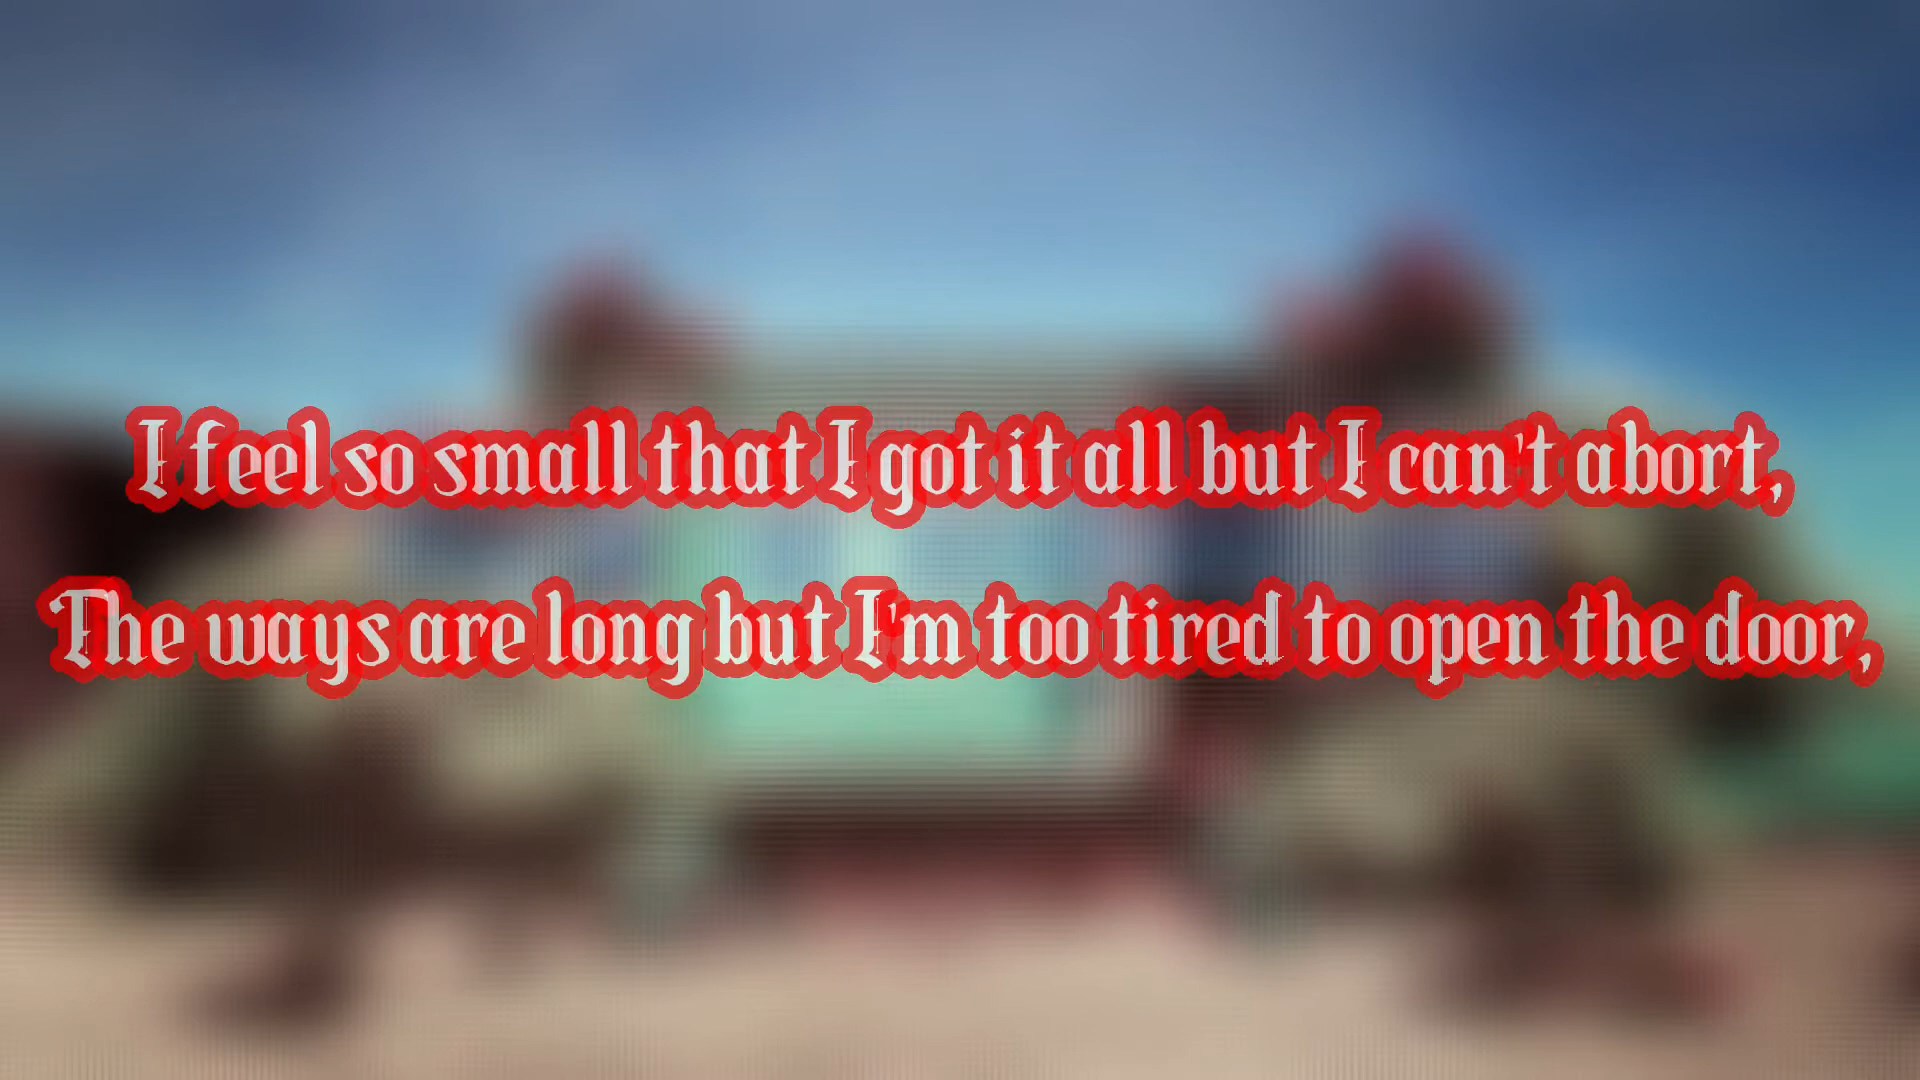 I feel so small that I got it all but I can't abort,
The ways are long but I'm too tired to open the door,